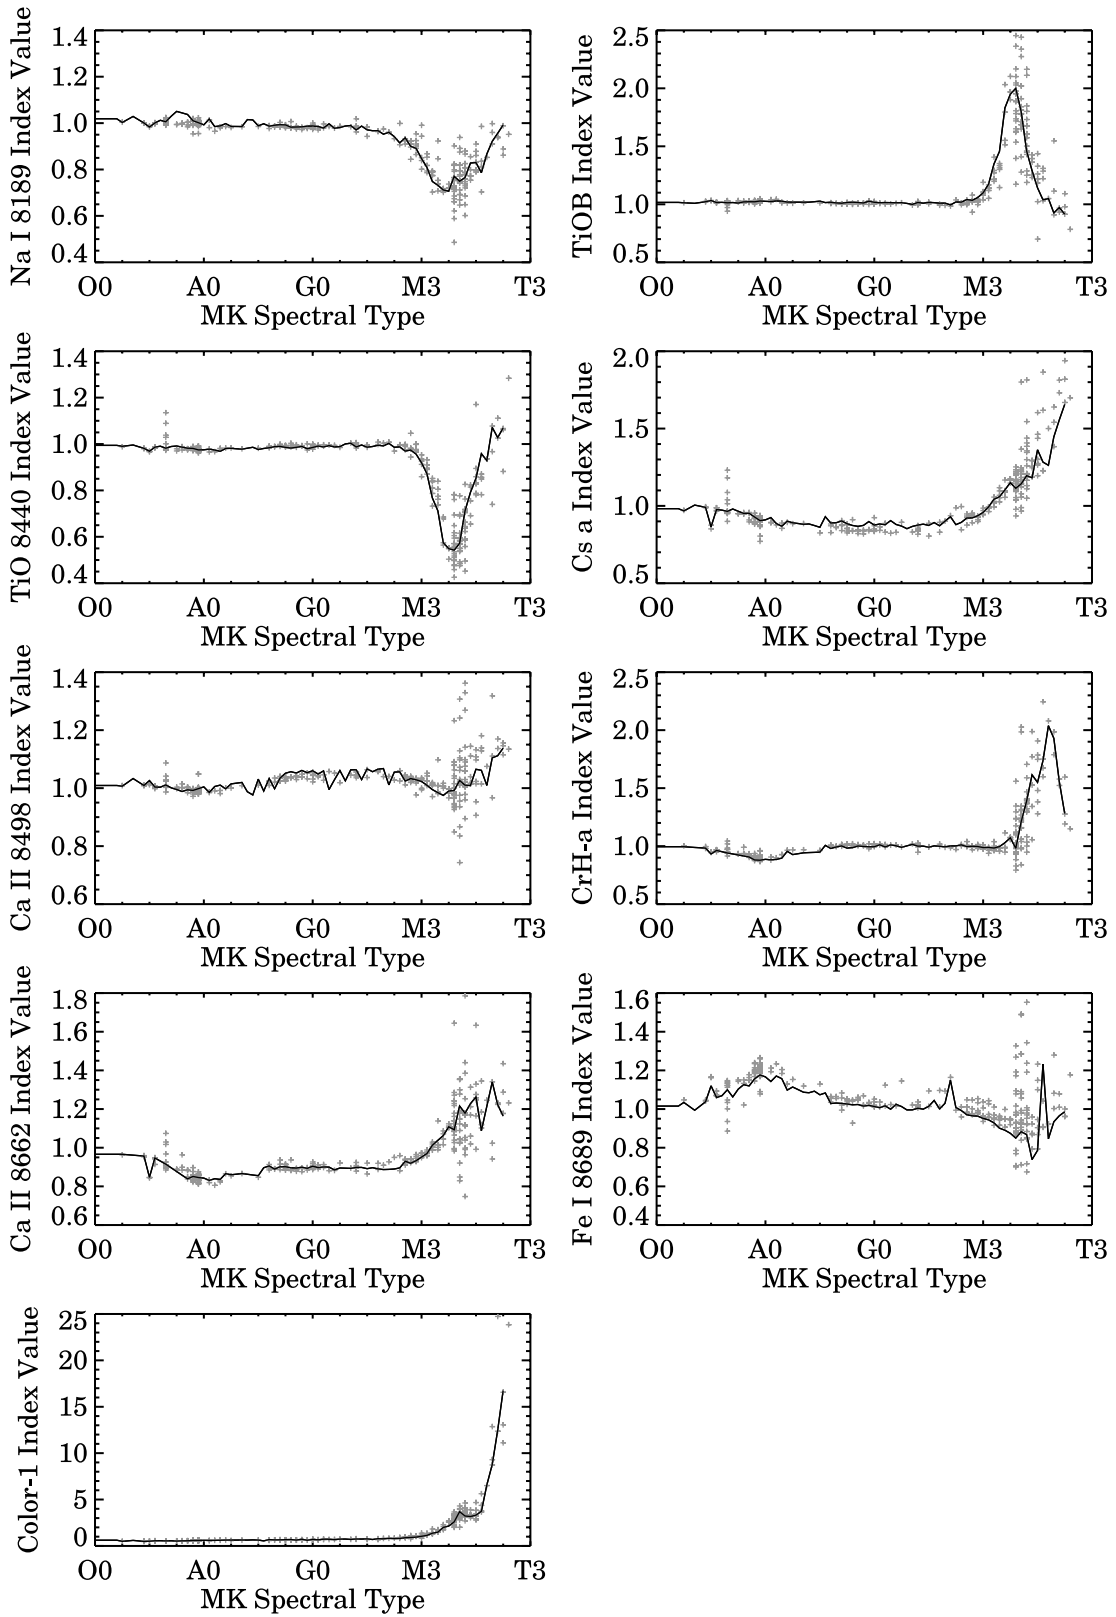 Na I 8189 Index Value
1.4
1.2
1.0
0.8
0.6
0.4
O0 A0 G0 M3 T3
MK Spectral Type
TiOB Index Value
2.5
2.0
1.5
1.0
0.5
O0 A0 G0 M3 T3
MK Spectral Type
TiO 8440 Index Value
1.4
1.2
1.0
0.8
0.6
0.4
O0 A0 G0 M3 T3
MK Spectral Type
Cs a Index Value
2.0
1.5
1.0
0.5
O0 A0 G0 M3 T3
MK Spectral Type
Ca II 8498 Index Value
1.4
1.2
1.0
0.8
0.6
O0 A0 G0 M3 T3
MK Spectral Type
CrH-a Index Value
2.5
2.0
1.5
1.0
0.5
O0 A0 G0 M3 T3
MK Spectral Type
Ca II 8662 Index Value
1.8
1.6
1.4
1.2
1.0
0.8
0.6
O0 A0 G0 M3 T3
MK Spectral Type
Fe I 8689 Index Value
1.6
1.4
1.2
1.0
0.8
0.6
0.4
O0 A0 G0 M3 T3
MK Spectral Type
Color-1 Index Value
25
20
15
10
5
0
O0 A0 G0 M3 T3
MK Spectral Type